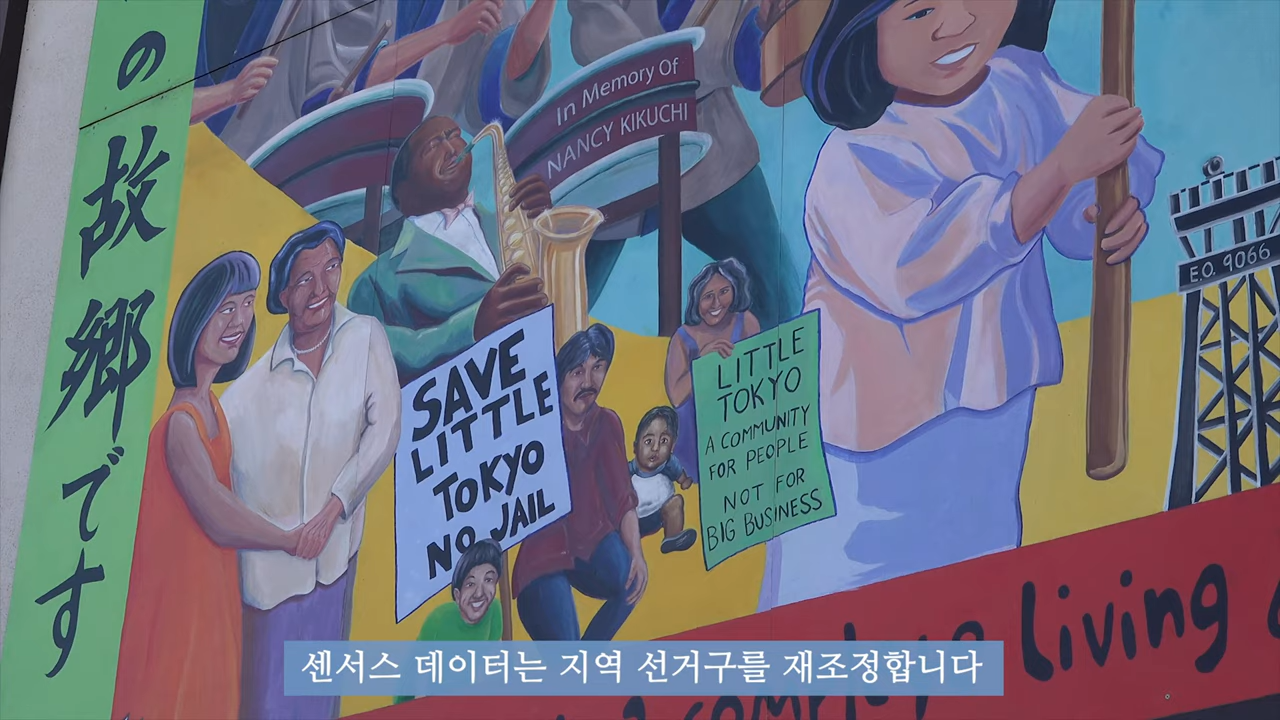 の故郷です
In Memory Of
NANCY KIKUCHI
E.O. 9066
SAVE
LITTLE
TOKYO
NO JAIL
LITTLE
TOKYO
A COMMUNITY
FOR PEOPLE
NOT FOR
BIG BUSINESS
living
센서스 데이터는 지역 선거구를 재조정합니다